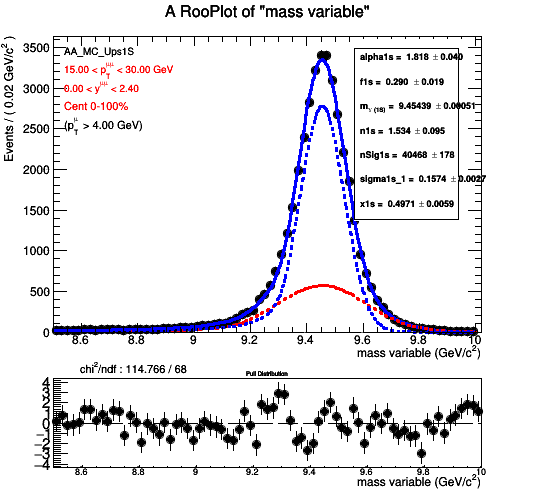 A RooPlot of "mass variable"
Events / ( 0.02 GeV/c² )
3500
3000
2500
2000
1500
1000
500
0
AA_MC_Ups1S
15.00 < p_T^μμ < 30.00 GeV
0.00 < y^μμ < 2.40
Cent 0-100%
(p_T^μ > 4.00 GeV)
alpha1s = 1.818 ± 0.040
f1s = 0.290 ± 0.019
m_ϒ(1S) = 9.45439 ± 0.00051
n1s = 1.534 ± 0.095
nSig1s = 40468 ± 178
sigma1s_1 = 0.1574 ± 0.0027
x1s = 0.4971 ± 0.0059
8.6 8.8 9 9.2 9.4 9.6 9.8 10
mass variable (GeV/c²)
chi²/ndf : 114.766 / 68
Pull Distribution
4
3
2
1
0
−1
−2
−3
−4
8.6 8.8 9 9.2 9.4 9.6 9.8 10
mass variable (GeV/c²)